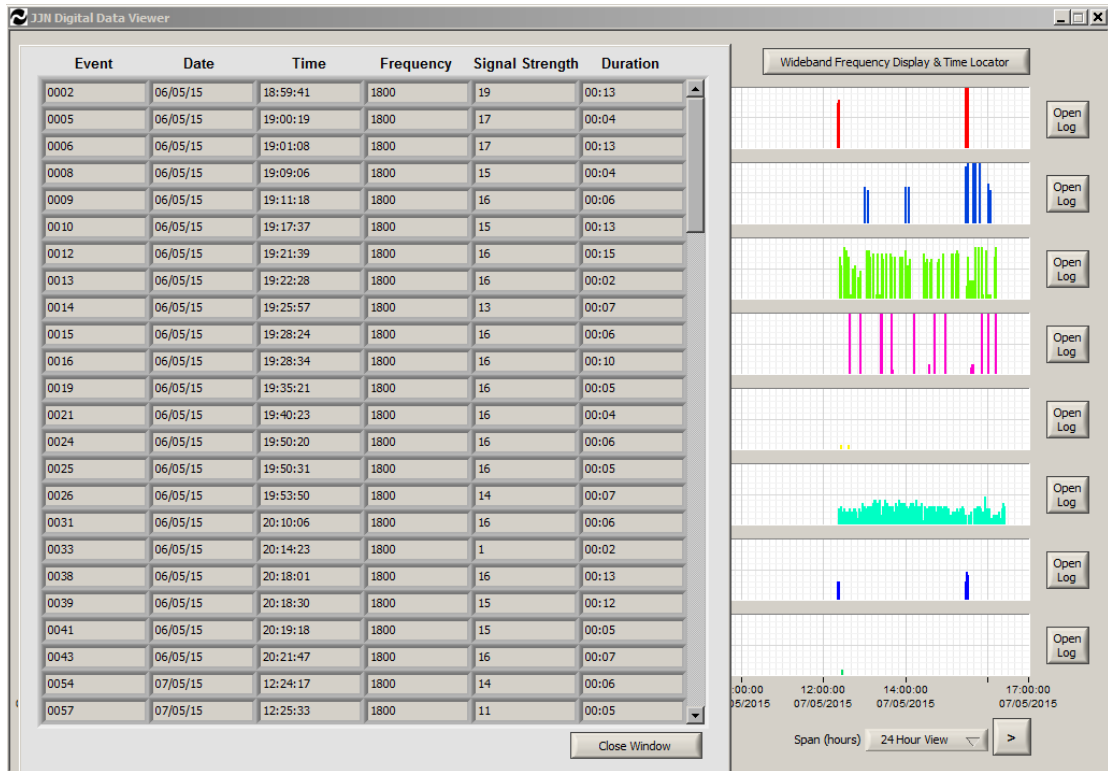 JJN Digital Data Viewer
Event Date Time Frequency Signal Strength Duration
0002 06/05/15 18:59:41 1800 19 00:13
0005 06/05/15 19:00:19 1800 17 00:04
0006 06/05/15 19:01:08 1800 17 00:13
0008 06/05/15 19:09:06 1800 15 00:04
0009 06/05/15 19:11:18 1800 16 00:06
0010 06/05/15 19:17:37 1800 15 00:13
0012 06/05/15 19:21:39 1800 16 00:15
0013 06/05/15 19:22:28 1800 16 00:02
0014 06/05/15 19:25:57 1800 13 00:07
0015 06/05/15 19:28:24 1800 16 00:06
0016 06/05/15 19:28:34 1800 16 00:10
0019 06/05/15 19:35:21 1800 16 00:05
0021 06/05/15 19:40:23 1800 16 00:04
0024 06/05/15 19:50:20 1800 16 00:06
0025 06/05/15 19:50:31 1800 16 00:05
0026 06/05/15 19:53:50 1800 14 00:07
0031 06/05/15 20:10:06 1800 16 00:06
0033 06/05/15 20:14:23 1800 1 00:02
0038 06/05/15 20:18:01 1800 16 00:13
0039 06/05/15 20:18:30 1800 15 00:12
0041 06/05/15 20:19:18 1800 15 00:05
0043 06/05/15 20:21:47 1800 16 00:07
0054 07/05/15 12:24:17 1800 14 00:06
0057 07/05/15 12:25:33 1800 11 00:05
Close Window
Wideband Frequency Display & Time Locator
Open
Log
Open
Log
Open
Log
Open
Log
Open
Log
Open
Log
Open
Log
Open
Log
:00:00 12:00:00 14:00:00 17:00:00
05/2015 07/05/2015 07/05/2015 07/05/2015
Span (hours) 24 Hour View >